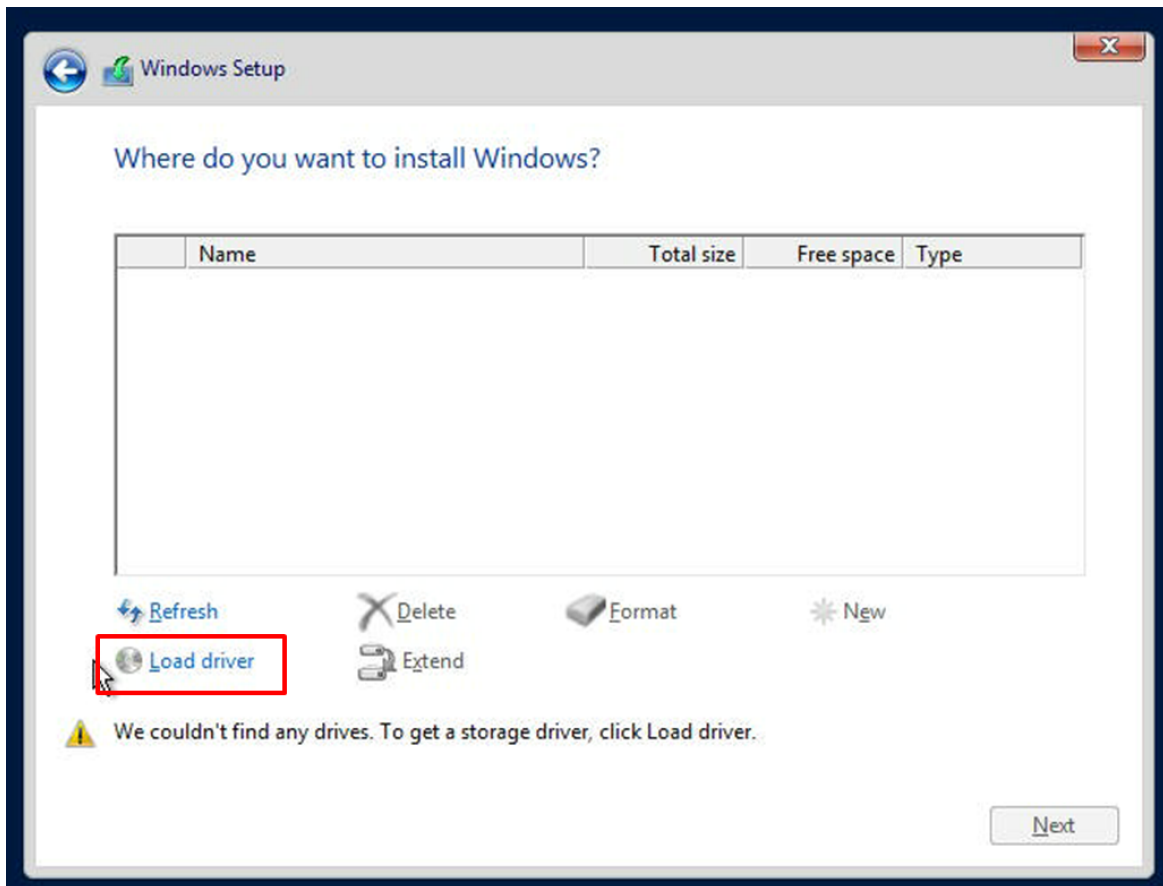 Windows Setup
Where do you want to install Windows?
Name Total size Free space Type
Refresh Delete Format New
Load driver Extend
We couldn't find any drives. To get a storage driver, click Load driver.
Next